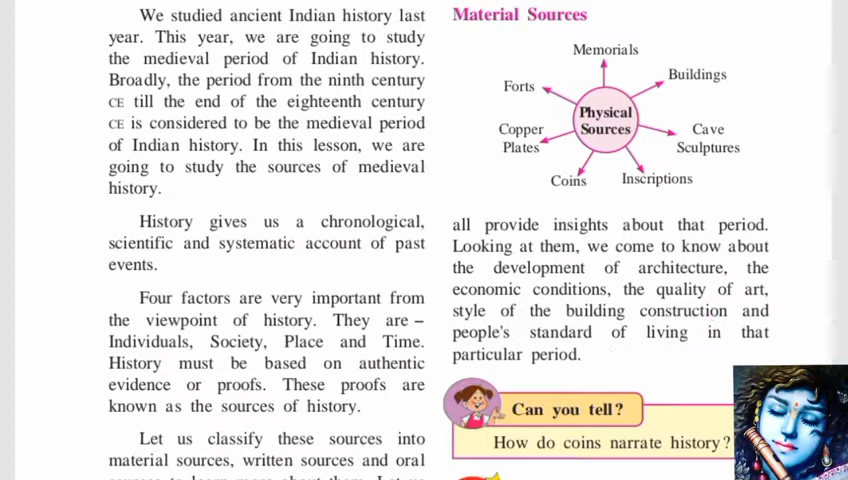 We studied ancient Indian history last
year. This year, we are going to study
the medieval period of Indian history.
Broadly, the period from the ninth century
CE till the end of the eighteenth century
CE is considered to be the medieval period
of Indian history. In this lesson, we are
going to study the sources of medieval
history.
History gives us a chronological,
scientific and systematic account of past
events.
Four factors are very important from
the viewpoint of history. They are –
Individuals, Society, Place and Time.
History must be based on authentic
evidence or proofs. These proofs are
known as the sources of history.
Let us classify these sources into
material sources, written sources and oral
Material Sources
Memorials
Buildings
Forts
Physical
Sources
Copper
Plates
Cave
Sculptures
Coins
Inscriptions
all provide insights about that period.
Looking at them, we come to know about
the development of architecture, the
economic conditions, the quality of art,
style of the building construction and
people's standard of living in that
particular period.
Can you tell?
How do coins narrate history?